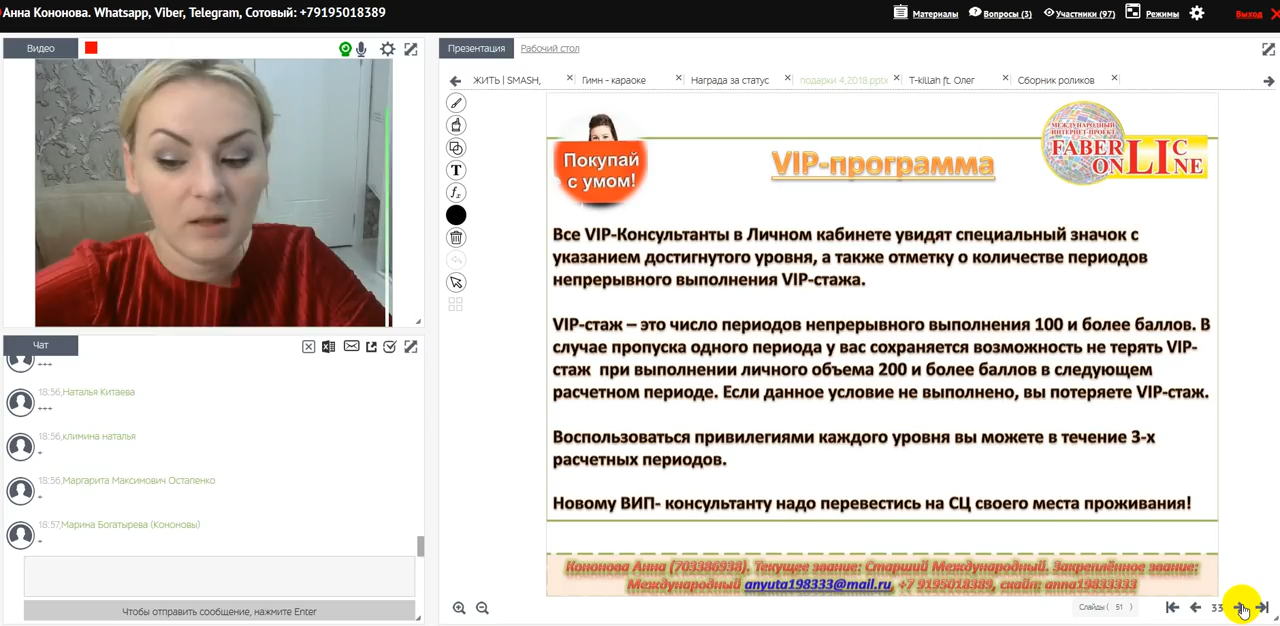 Анна Кононова. Whatsapp, Viber, Telegram, Сотовый: +79195018389
Материалы
Вопросы (3)
Участники (97)
Режимы
Выход
Видео
Презентация
Рабочий стол
ЖИТЬ | SMASH,
Гимн - караоке
Награда за статус
подарки 4,2018.pptx
T-killah ft. Олег
Сборник роликов
Покупай
с умом!
VIP-программа
МЕЖДУНАРОДНЫЙ
ИНТЕРНЕТ-ПРОЕКТ
FABERLIC
ONLINE
Все VIP-Консультанты в Личном кабинете увидят специальный значок с
указанием достигнутого уровня, а также отметку о количестве периодов
непрерывного выполнения VIP-стажа.
VIP-стаж – это число периодов непрерывного выполнения 100 и более баллов. В
случае пропуска одного периода у вас сохраняется возможность не терять VIP-
стаж при выполнении личного объема 200 и более баллов в следующем
расчетном периоде. Если данное условие не выполнено, вы потеряете VIP-стаж.
Воспользоваться привилегиями каждого уровня вы можете в течение 3-х
расчетных периодов.
Новому ВИП- консультанту надо перевестись на СЦ своего места проживания!
Кононова Анна (703386938). Текущее звание: Старший Международный. Закреплённое звание:
Международный anyuta198333@mail.ru, +7 9195018389, скайп: anna19833333
Слайды ( 51 )
33
Чат
+++
18:56, Наталья Китаева
+++
18:56, климина наталья
+
18:56, Маргарита Максимович Остапенко
+
18:57, Марина Богатырева (Кононовы)
+
Чтобы отправить сообщение, нажмите Enter